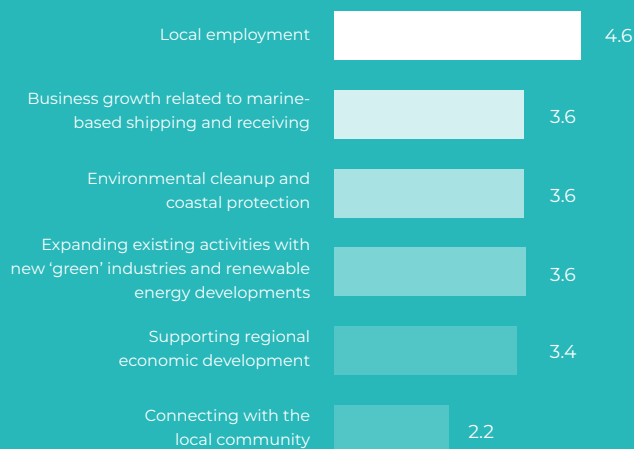 Local employment
4.6
Business growth related to marine-
based shipping and receiving
3.6
Environmental cleanup and
coastal protection
3.6
Expanding existing activities with
new ‘green’ industries and renewable
energy developments
3.6
Supporting regional
economic development
3.4
Connecting with the
local community
2.2